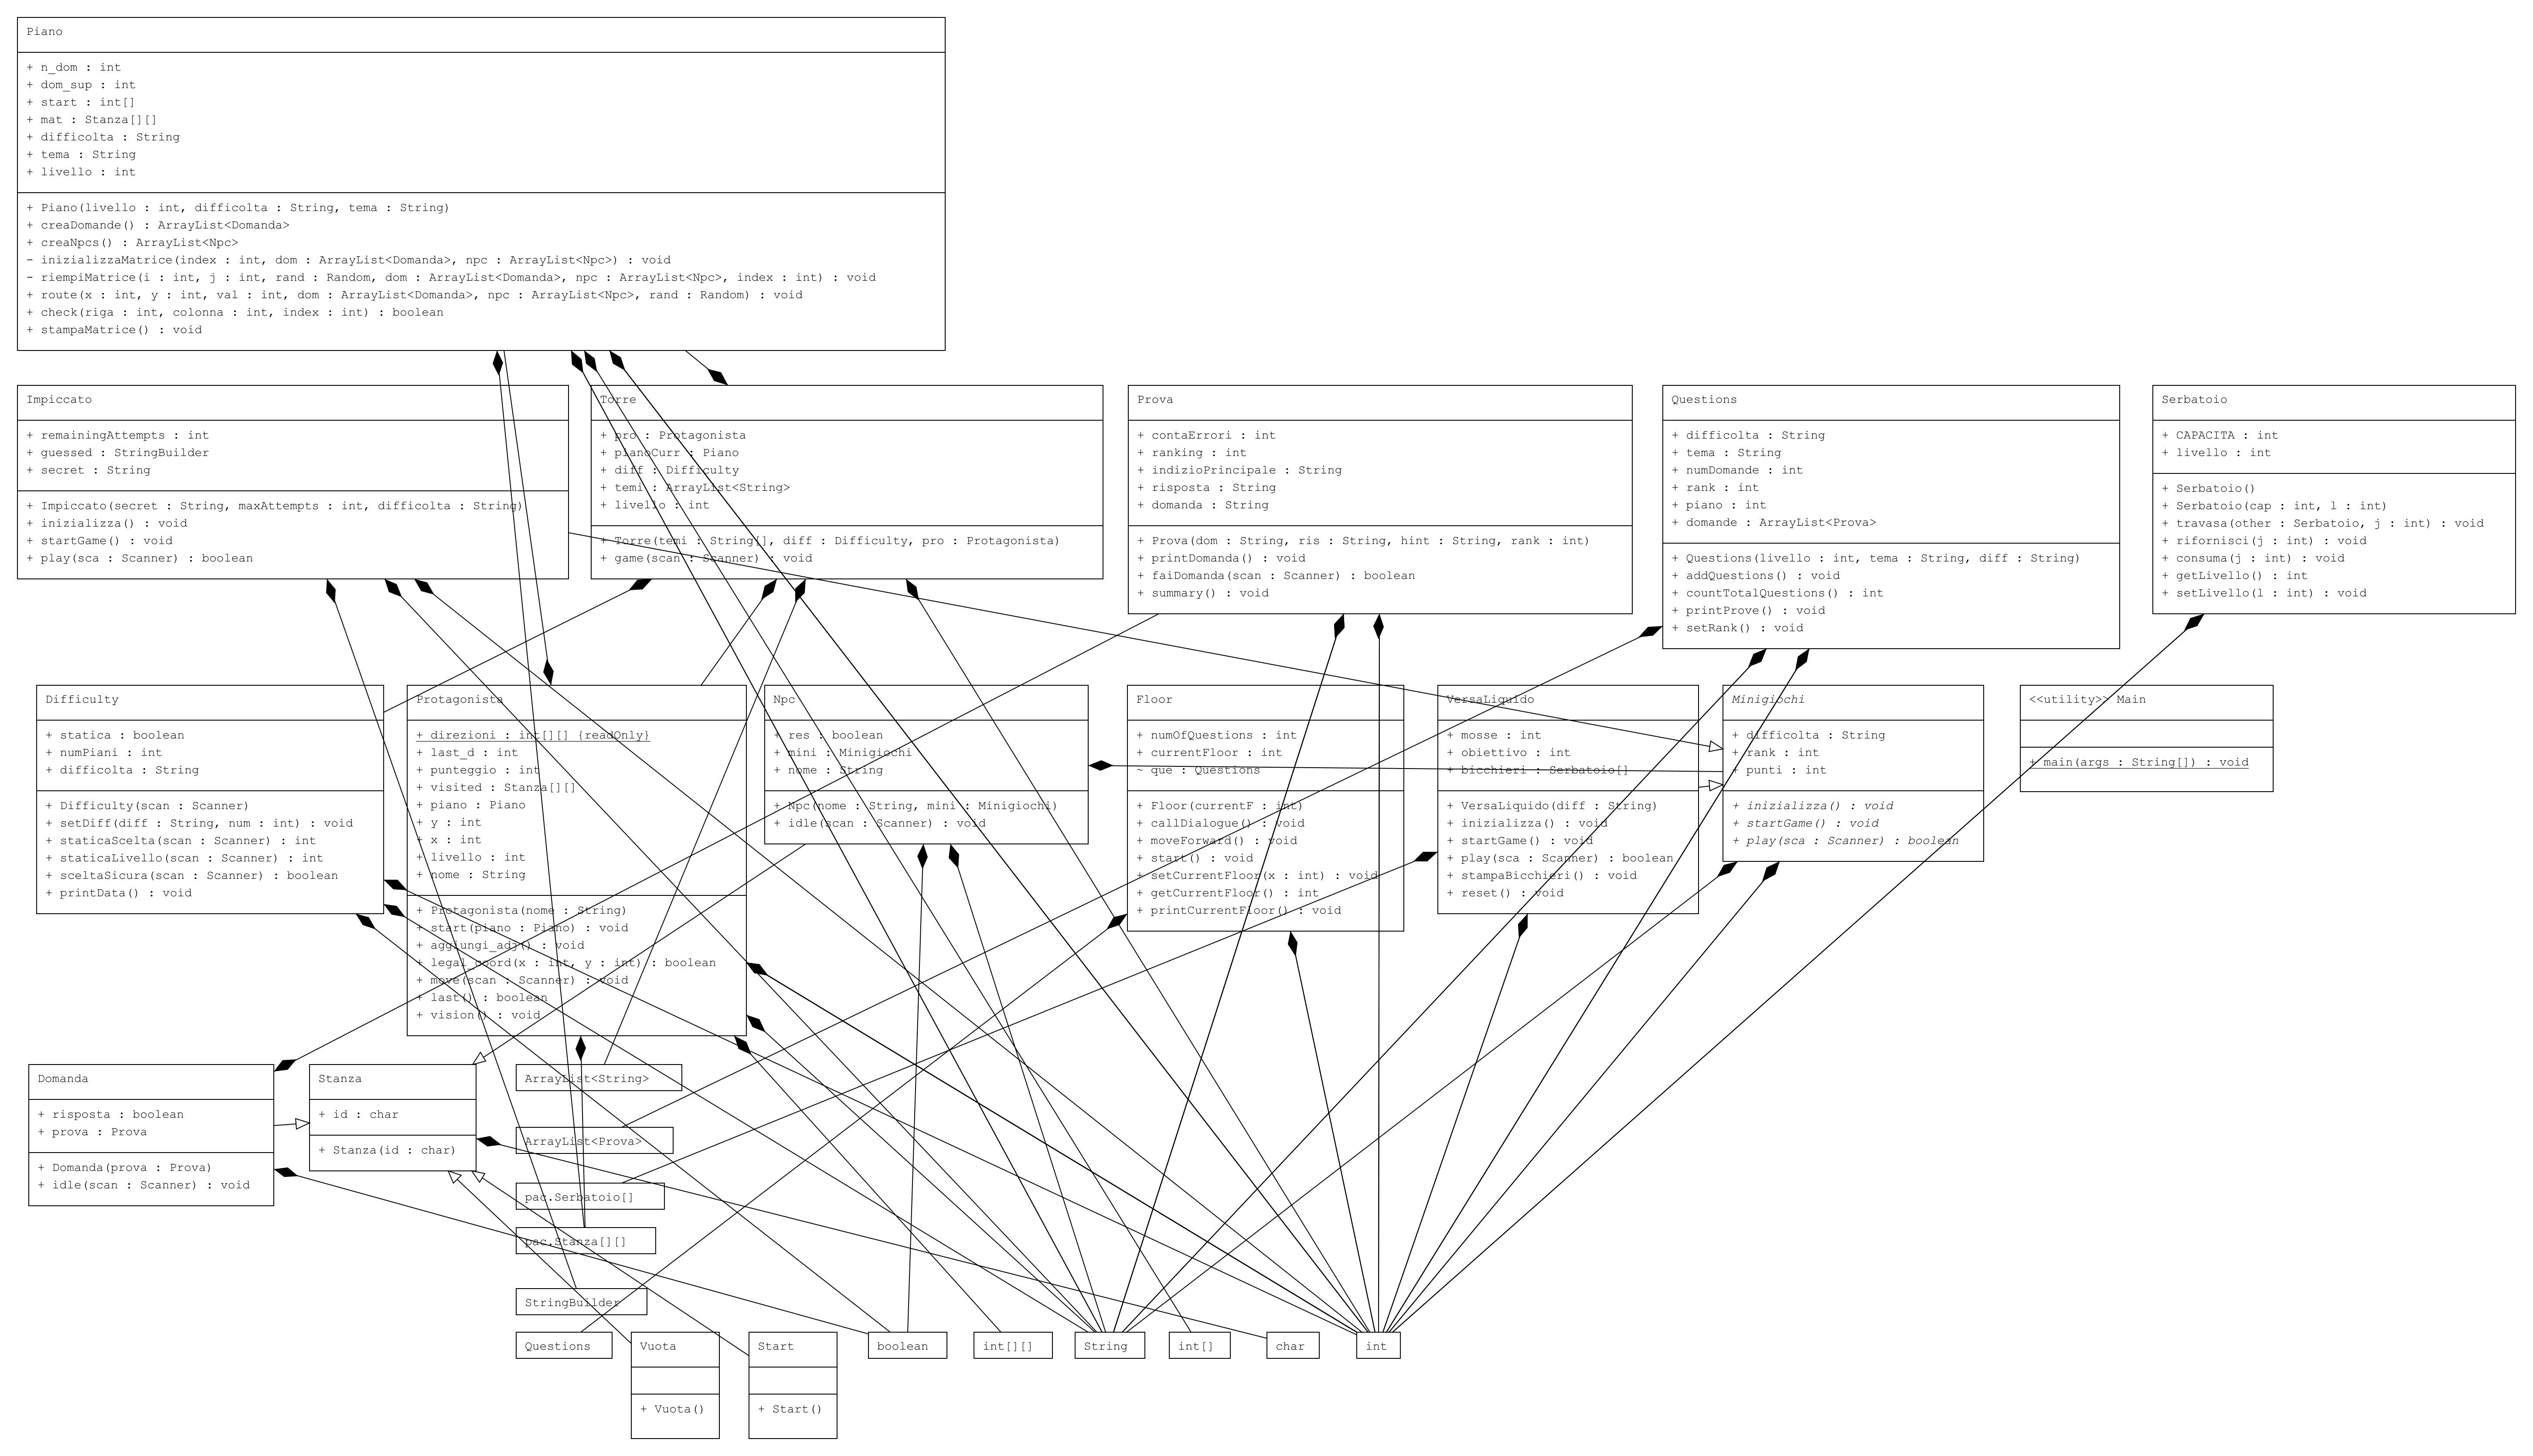 Piano
+ n_dom : int
+ dom_sup : int
+ start : int[]
+ mat : Stanza[][]
+ difficolta : String
+ tema : String
+ livello : int
+ Piano(livello : int, difficolta : String, tema : String)
+ creaDomande() : ArrayList<Domanda>
+ creaNpcs() : ArrayList<Npc>
- inizializzaMatrice(index : int, dom : ArrayList<Domanda>, npc : ArrayList<Npc>) : void
- riempiMatrice(i : int, j : int, rand : Random, dom : ArrayList<Domanda>, npc : ArrayList<Npc>, index : int) : void
+ route(x : int, y : int, val : int, dom : ArrayList<Domanda>, npc : ArrayList<Npc>, rand : Random) : void
+ check(riga : int, colonna : int, index : int) : boolean
+ stampaMatrice() : void
Impiccato
+ remainingAttempts : int
+ guessed : StringBuilder
+ secret : String
+ Impiccato(secret : String, maxAttempts : int, difficolta : String)
+ inizializza() : void
+ startGame() : void
+ play(sca : Scanner) : boolean
Torre
+ pro : Protagonista
+ pianoCurr : Piano
+ diff : Difficulty
+ temi : ArrayList<String>
+ livello : int
+ Torre(temi : String[], diff : Difficulty, pro : Protagonista)
+ game(scan : Scanner) : void
Prova
+ contaErrori : int
+ ranking : int
+ indizioPrincipale : String
+ risposta : String
+ domanda : String
+ Prova(dom : String, ris : String, hint : String, rank : int)
+ printDomanda() : void
+ faiDomanda(scan : Scanner) : boolean
+ summary() : void
Questions
+ difficolta : String
+ tema : String
+ numDomande : int
+ rank : int
+ piano : int
+ domande : ArrayList<Prova>
+ Questions(livello : int, tema : String, diff : String)
+ addQuestions() : void
+ countTotalQuestions() : int
+ printProve() : void
+ setRank() : void
Serbatoio
+ CAPACITA : int
+ livello : int
+ Serbatoio()
+ Serbatoio(cap : int, l : int)
+ travasa(other : Serbatoio, j : int) : void
+ rifornisci(j : int) : void
+ consuma(j : int) : void
+ getLivello() : int
+ setLivello(l : int) : void
Difficulty
+ statica : boolean
+ numPiani : int
+ difficolta : String
+ Difficulty(scan : Scanner)
+ setDiff(diff : String, num : int) : void
+ staticaScelta(scan : Scanner) : int
+ staticaLivello(scan : Scanner) : int
+ sceltaSicura(scan : Scanner) : boolean
+ printData() : void
Protagonista
+ direzioni : int[][] {readOnly}
+ last_d : int
+ punteggio : int
+ visited : Stanza[][]
+ piano : Piano
+ y : int
+ x : int
+ livello : int
+ nome : String
+ Protagonista(nome : String)
+ start(piano : Piano) : void
+ aggiungi_adj() : void
+ legal_coord(x : int, y : int) : boolean
+ move(scan : Scanner) : void
+ last() : boolean
+ vision() : void
Npc
+ res : boolean
+ mini : Minigiochi
+ nome : String
+ Npc(nome : String, mini : Minigiochi)
+ idle(scan : Scanner) : void
Floor
+ numOfQuestions : int
+ currentFloor : int
~ que : Questions
+ Floor(currentF : int)
+ callDialogue() : void
+ moveForward() : void
+ start() : void
+ setCurrentFloor(x : int) : void
+ getCurrentFloor() : int
+ printCurrentFloor() : void
VersaLiquido
+ mosse : int
+ obiettivo : int
+ bicchieri : Serbatoio[]
+ VersaLiquido(diff : String)
+ inizializza() : void
+ startGame() : void
+ play(sca : Scanner) : boolean
+ stampaBicchieri() : void
+ reset() : void
Minigiochi
+ difficolta : String
+ rank : int
+ punti : int
+ inizializza() : void
+ startGame() : void
+ play(sca : Scanner) : boolean
<<utility>> Main
+ main(args : String[]) : void
Domanda
+ risposta : boolean
+ prova : Prova
+ Domanda(prova : Prova)
+ idle(scan : Scanner) : void
Stanza
+ id : char
+ Stanza(id : char)
ArrayList<String>
ArrayList<Prova>
pac.Serbatoio[]
pac.Stanza[][]
StringBuilder
Questions
Vuota
+ Vuota()
Start
+ Start()
boolean
int[][]
String
int[]
char
int